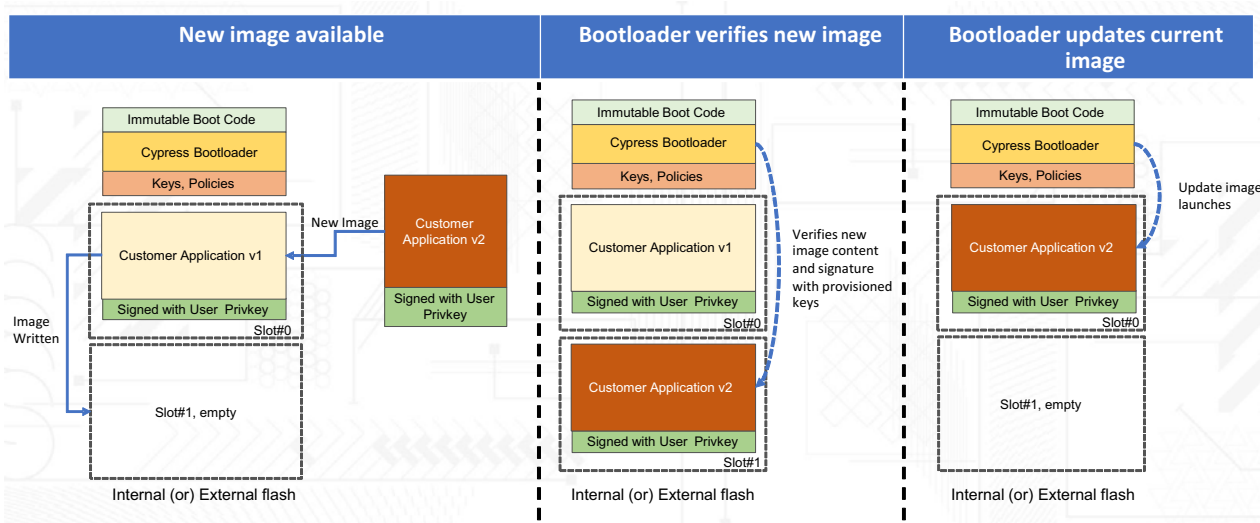 New image available
Immutable Boot Code
Cypress Bootloader
Keys, Policies
Customer Application v1
Signed with User Privkey
Slot#0
New Image
Customer
Application v2
Signed with User
Privkey
Image
Written
Slot#1, empty
Internal (or) External flash
Bootloader verifies new image
Immutable Boot Code
Cypress Bootloader
Keys, Policies
Customer Application v1
Signed with User Privkey
Slot#0
Verifies new
image content
and signature
with provisioned
keys
Customer Application v2
Signed with User Privkey
Slot#1
Internal (or) External flash
Bootloader updates current
image
Immutable Boot Code
Cypress Bootloader
Keys, Policies
Update image
launches
Customer Application v2
Signed with User Privkey
Slot#0
Slot#1, empty
Internal (or) External flash